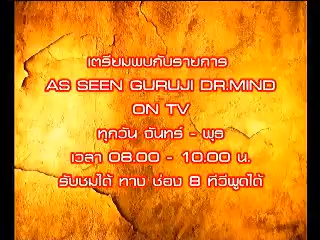 เตรียมพบกับรายการ
AS SEEN GURUJI DR.MIND
ON TV
ทุกวัน จันทร์ - พุธ
เวลา 08.00 - 10.00 น.
รับชมได้ ทาง ช่อง 8 ทีวีพูดได้